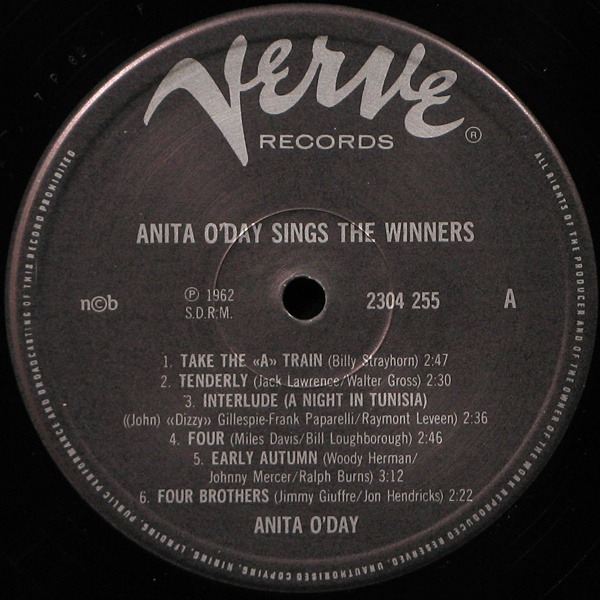 Verve
RECORDS ®
ANITA O'DAY SINGS THE WINNERS
n©b
℗ 1962
S.D.R.M.
2304 255
A
1. TAKE THE «A» TRAIN (Billy Strayhorn) 2:47
2. TENDERLY (Jack Lawrence/Walter Gross) 2:30
3. INTERLUDE (A NIGHT IN TUNISIA)
((John) «Dizzy» Gillespie-Frank Paparelli/Raymont Leveen) 2:36
4. FOUR (Miles Davis/Bill Loughborough) 2:46
5. EARLY AUTUMN (Woody Herman/
Johnny Mercer/Ralph Burns) 3:12
6. FOUR BROTHERS (Jimmy Giuffre/Jon Hendricks) 2:22
ANITA O'DAY
ALL RIGHTS OF THE PRODUCER AND OF THE OWNER OF THE WORK REPRODUCED RESERVED. UNAUTHORISED COPYING, HIRING, LENDING, PUBLIC PERFORMANCE AND BROADCASTING OF THIS RECORD PROHIBITED